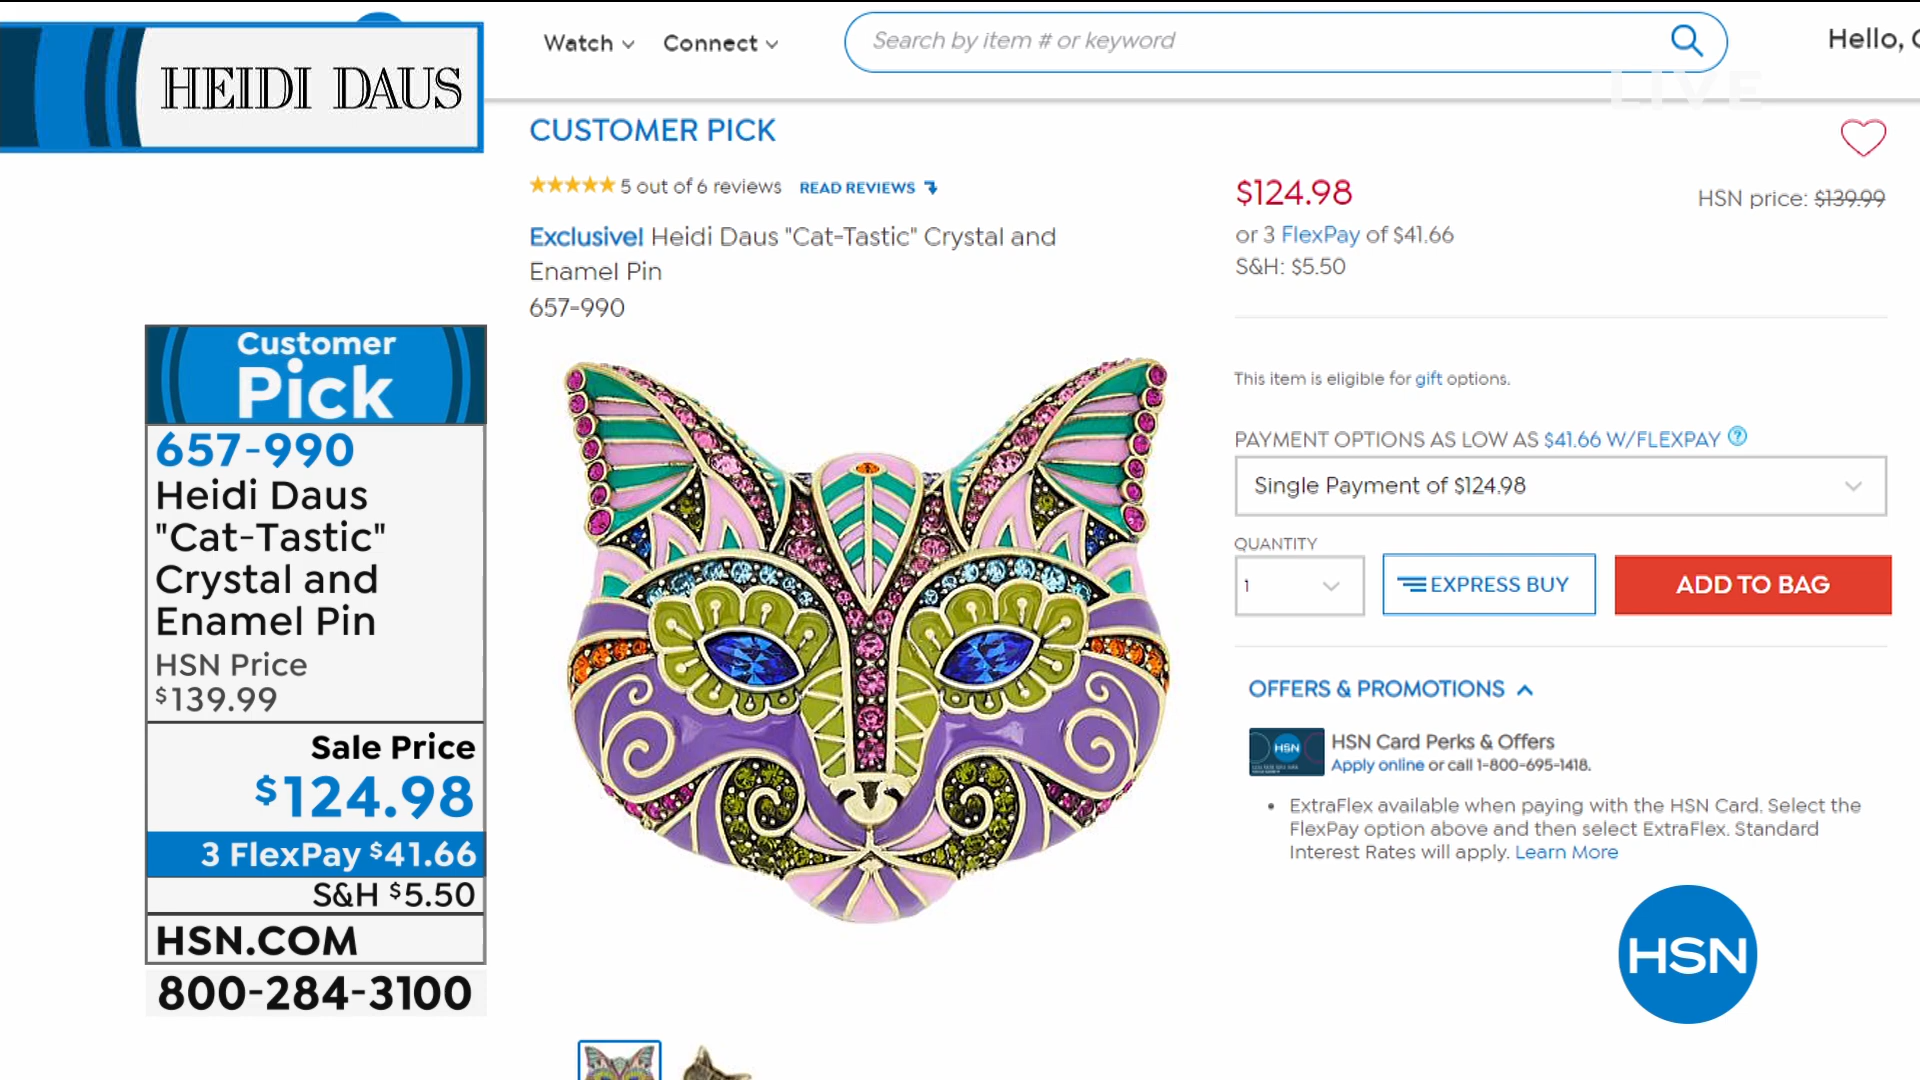 HEIDI DAUS
Watch
Connect
Search by item # or keyword
Hello,
LIVE
CUSTOMER PICK
5 out of 6 reviews READ REVIEWS
Exclusive! Heidi Daus "Cat-Tastic" Crystal and
Enamel Pin
657-990
$124.98
HSN price: $139.99
or 3 FlexPay of $41.66
S&H: $5.50
This item is eligible for gift options.
PAYMENT OPTIONS AS LOW AS $41.66 W/FLEXPAY ?
Single Payment of $124.98
QUANTITY
1
EXPRESS BUY
ADD TO BAG
OFFERS & PROMOTIONS
HSN
HSN Card Perks & Offers
Apply online or call 1-800-695-1418.
• ExtraFlex available when paying with the HSN Card. Select the
FlexPay option above and then select ExtraFlex. Standard
Interest Rates will apply. Learn More
Customer
Pick
657-990
Heidi Daus
"Cat-Tastic"
Crystal and
Enamel Pin
HSN Price
$139.99
Sale Price
$124.98
3 FlexPay $41.66
S&H $5.50
HSN.COM
800-284-3100
HSN